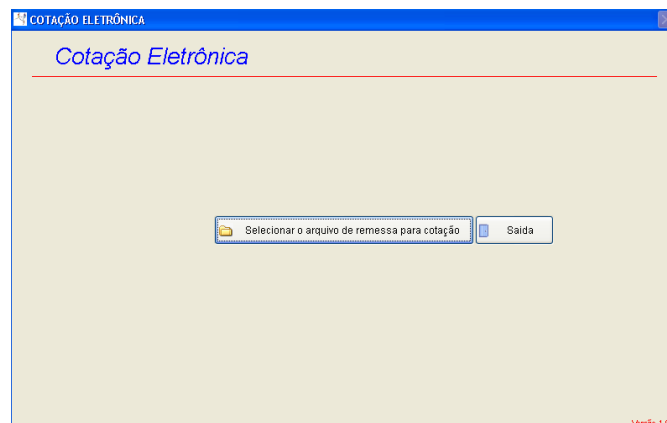 COTAÇÃO ELETRÔNICA
Cotação Eletrônica
Selecionar o arquivo de remessa para cotação
Saida